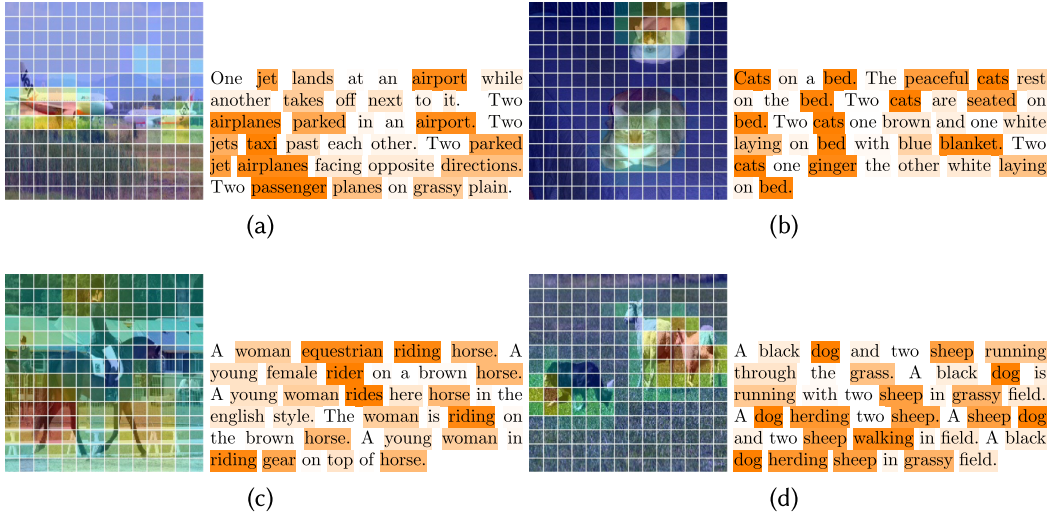 One jet lands at an airport while
another takes off next to it. Two
airplanes parked in an airport. Two
jets taxi past each other. Two parked
jet airplanes facing opposite directions.
Two passenger planes on grassy plain.
(a)
Cats on a bed. The peaceful cats rest
on the bed. Two cats are seated on
bed. Two cats one brown and one white
laying on bed with blue blanket. Two
cats one ginger the other white laying
on bed.
(b)
A woman equestrian riding horse. A
young female rider on a brown horse.
A young woman rides here horse in the
english style. The woman is riding on
the brown horse. A young woman in
riding gear on top of horse.
(c)
A black dog and two sheep running
through the grass. A black dog is
running with two sheep in grassy field.
A dog herding two sheep. A sheep dog
and two sheep walking in field. A black
dog herding sheep in grassy field.
(d)